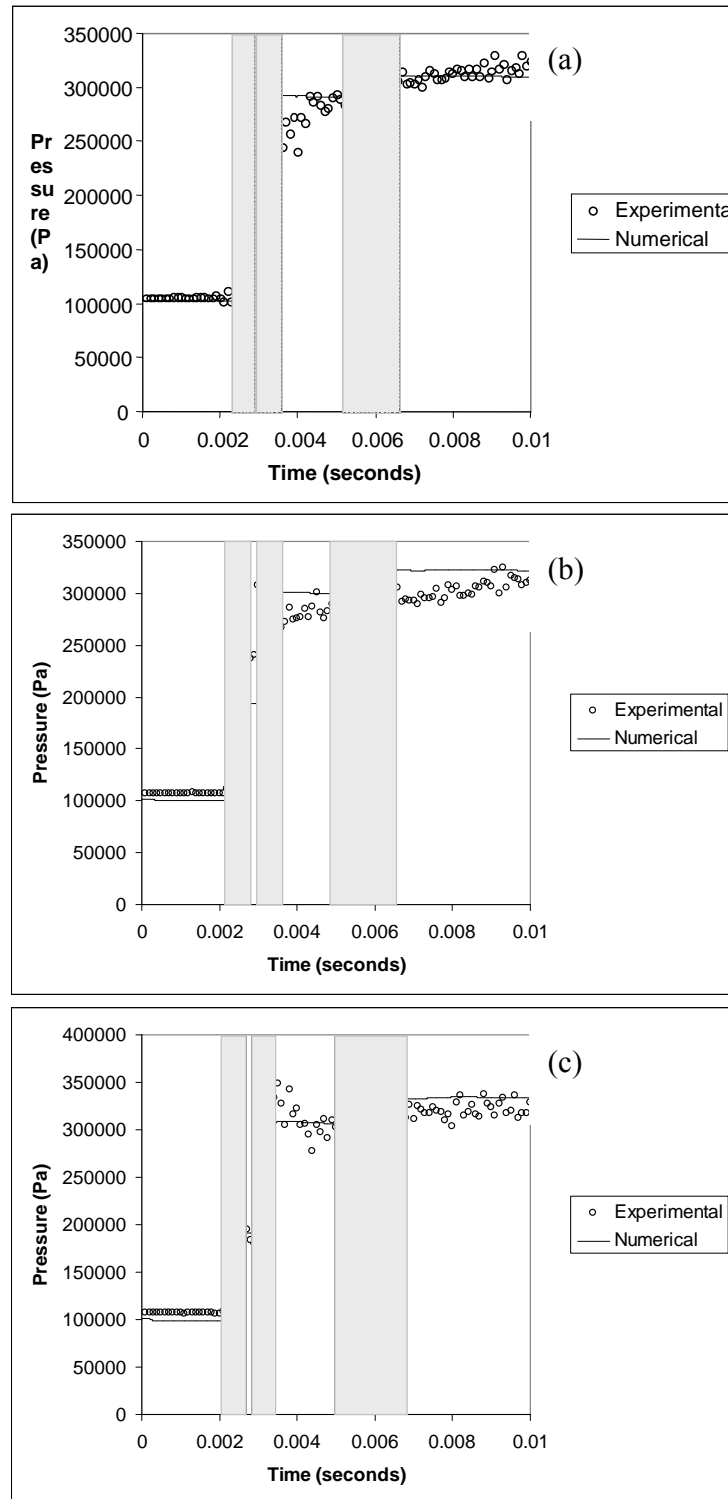 350000
(a)
300000
250000
200000
150000
100000
50000
0
Pr
es
su
re
(P
a)
0 0.002 0.004 0.006 0.008 0.01
Time (seconds)
Experimenta
Numerical
350000
(b)
300000
250000
200000
150000
100000
50000
0
Pressure (Pa)
0 0.002 0.004 0.006 0.008 0.01
Time (seconds)
Experimental
Numerical
400000
(c)
350000
300000
250000
200000
150000
100000
50000
0
Pressure (Pa)
0 0.002 0.004 0.006 0.008 0.01
Time (seconds)
Experimental
Numerical